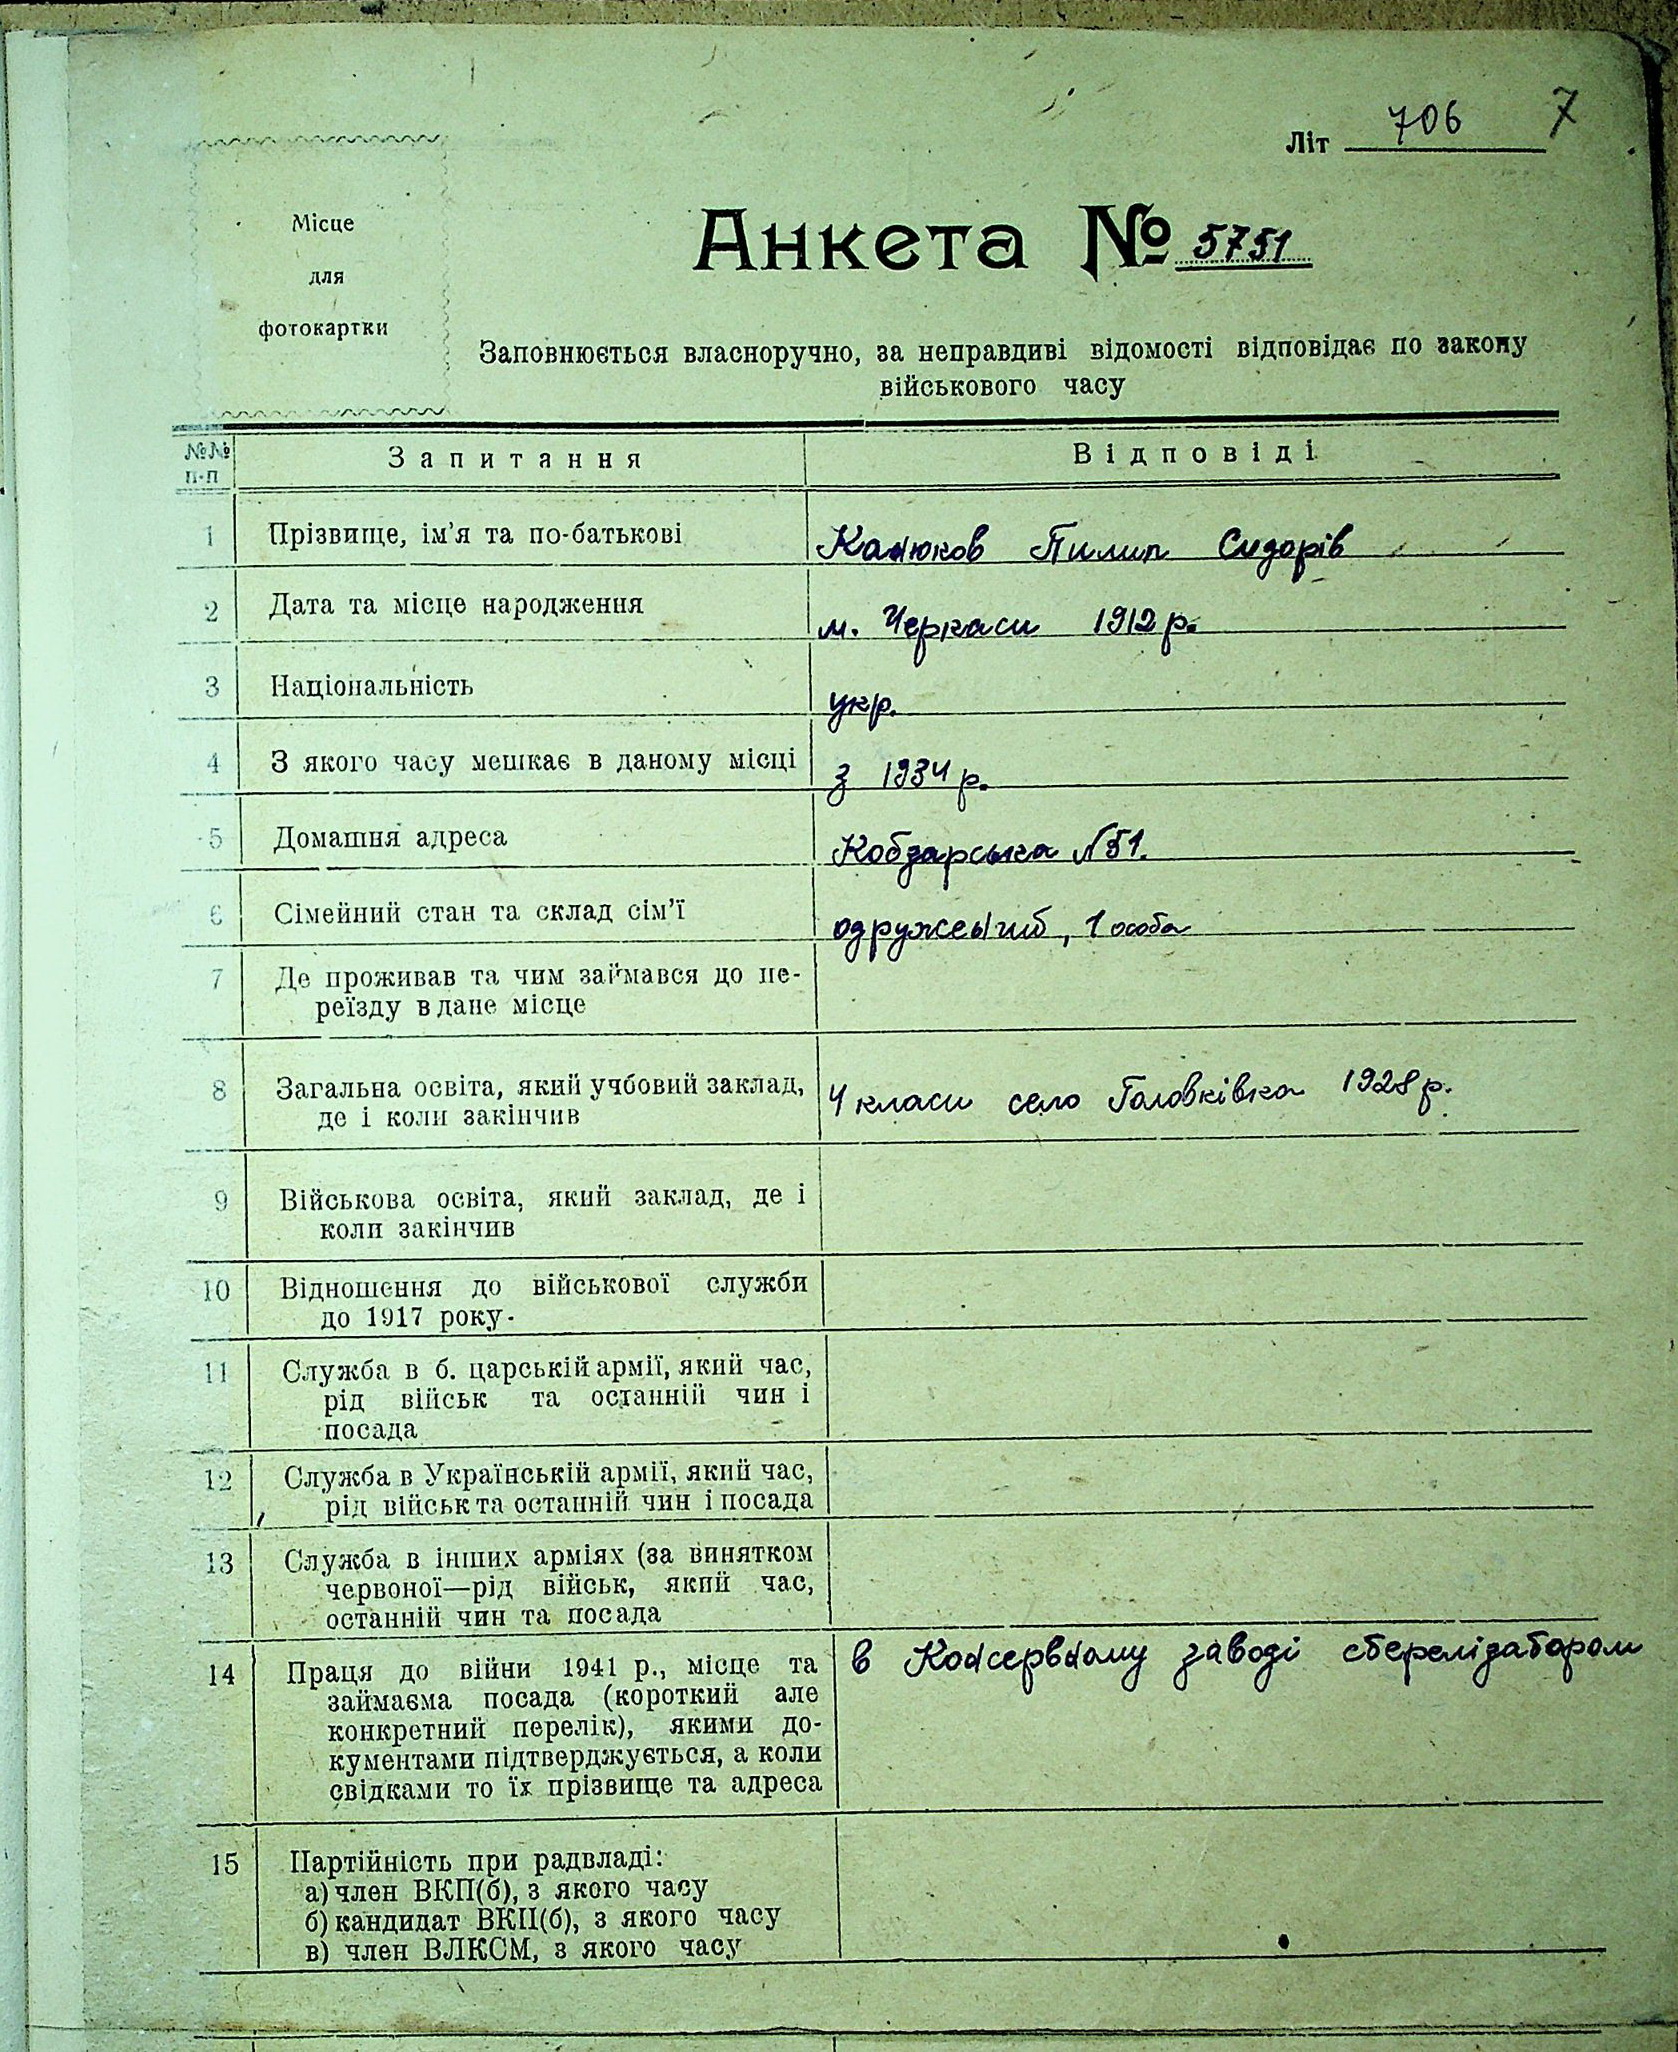 Літ 706 7
Місце
для
фотокартки
Анкета № 5751
Заповнюється власноручно, за неправдиві відомості відповідає по закону
військового часу
№№ п-п Запитання Відповіді
1 Прізвище, ім'я та по-батькові Канюков Пилип Сидорів
2 Дата та місце народження м. Черкаси 1912 р.
3 Національність укр.
4 З якого часу мешкає в даному місці з 1934 р.
5 Домашня адреса Кобзарська №51.
6 Сімейний стан та склад сім'ї одружений, 1 особа
7 Де проживав та чим займався до пе-
реїзду в дане місце
8 Загальна освіта, який учбовий заклад, 4 класи село Головківка 1928 р.
де і коли закінчив
9 Військова освіта, який заклад, де і
коли закінчив
10 Відношення до військової служби
до 1917 року.
11 Служба в б. царській армії, який час,
рід військ та останній чин і
посада
12 Служба в Українській армії, який час,
рід військ та останній чин і посада
13 Служба в інших арміях (за винятком
червоної—рід військ, який час,
останній чин та посада
14 Праця до війни 1941 р., місце та в Консервному заводі стерелізатором
займаєма посада (короткий але
конкретний перелік), якими до-
кументами підтверджується, а коли
свідками то їх прізвище та адреса
15 Партійність при радвладі:
а) член ВКП(б), з якого часу
б) кандидат ВКП(б), з якого часу
в) член ВЛКСМ, з якого часу